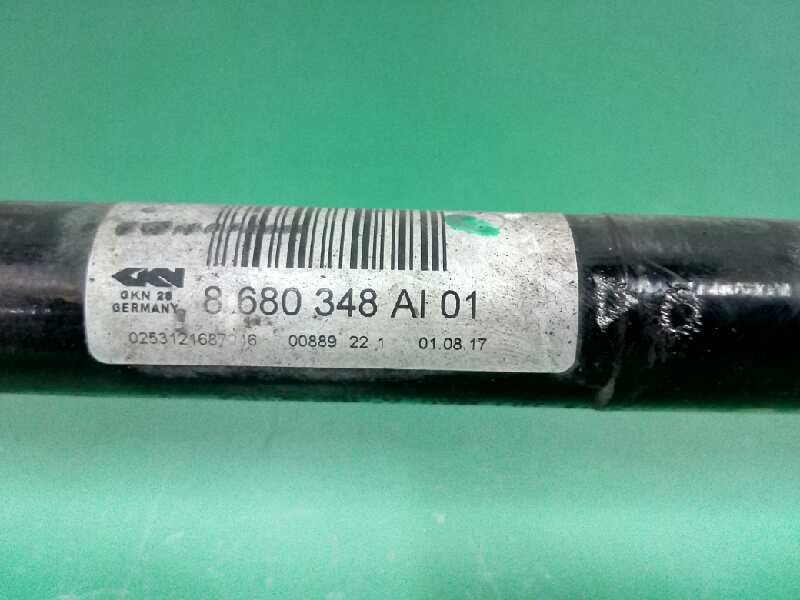 GKN
GKN 28
GERMANY
8 680 348 AI 01
00889 22 1 01.08.17